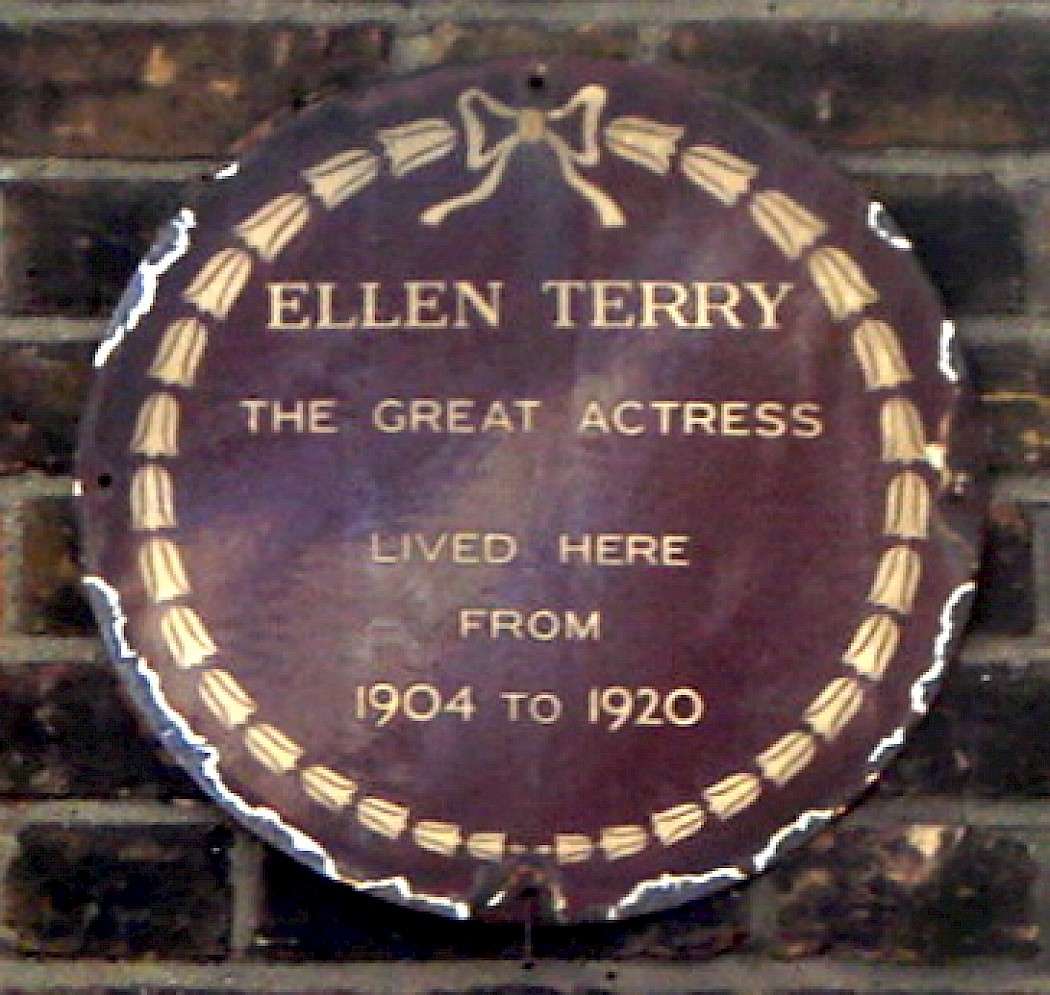 ELLEN TERRY
THE GREAT ACTRESS
LIVED HERE
FROM
1904 TO 1920